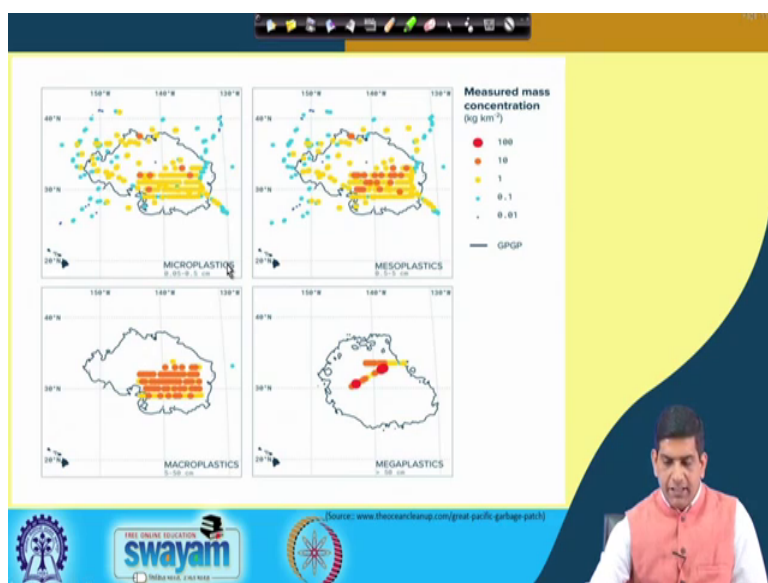 150°W 140°W 130°W
40°N
30°N
20°N
MICROPLASTICS
0.05-0.5 cm
150°W 140°W 130°W
40°N
30°N
20°N
MESOPLASTICS
0.5-5 cm
Measured mass
concentration
(kg km⁻²)
100
10
1
0.1
0.01
GPGP
150°W 140°W 130°W
40°N
30°N
20°N
MACROPLASTICS
5-50 cm
150°W 140°W 130°W
40°N
30°N
20°N
MEGAPLASTICS
> 50 cm
(Source:: www.theoceancleanup.com/great-pacific-garbage-patch)
FREE ONLINE EDUCATION
swayam